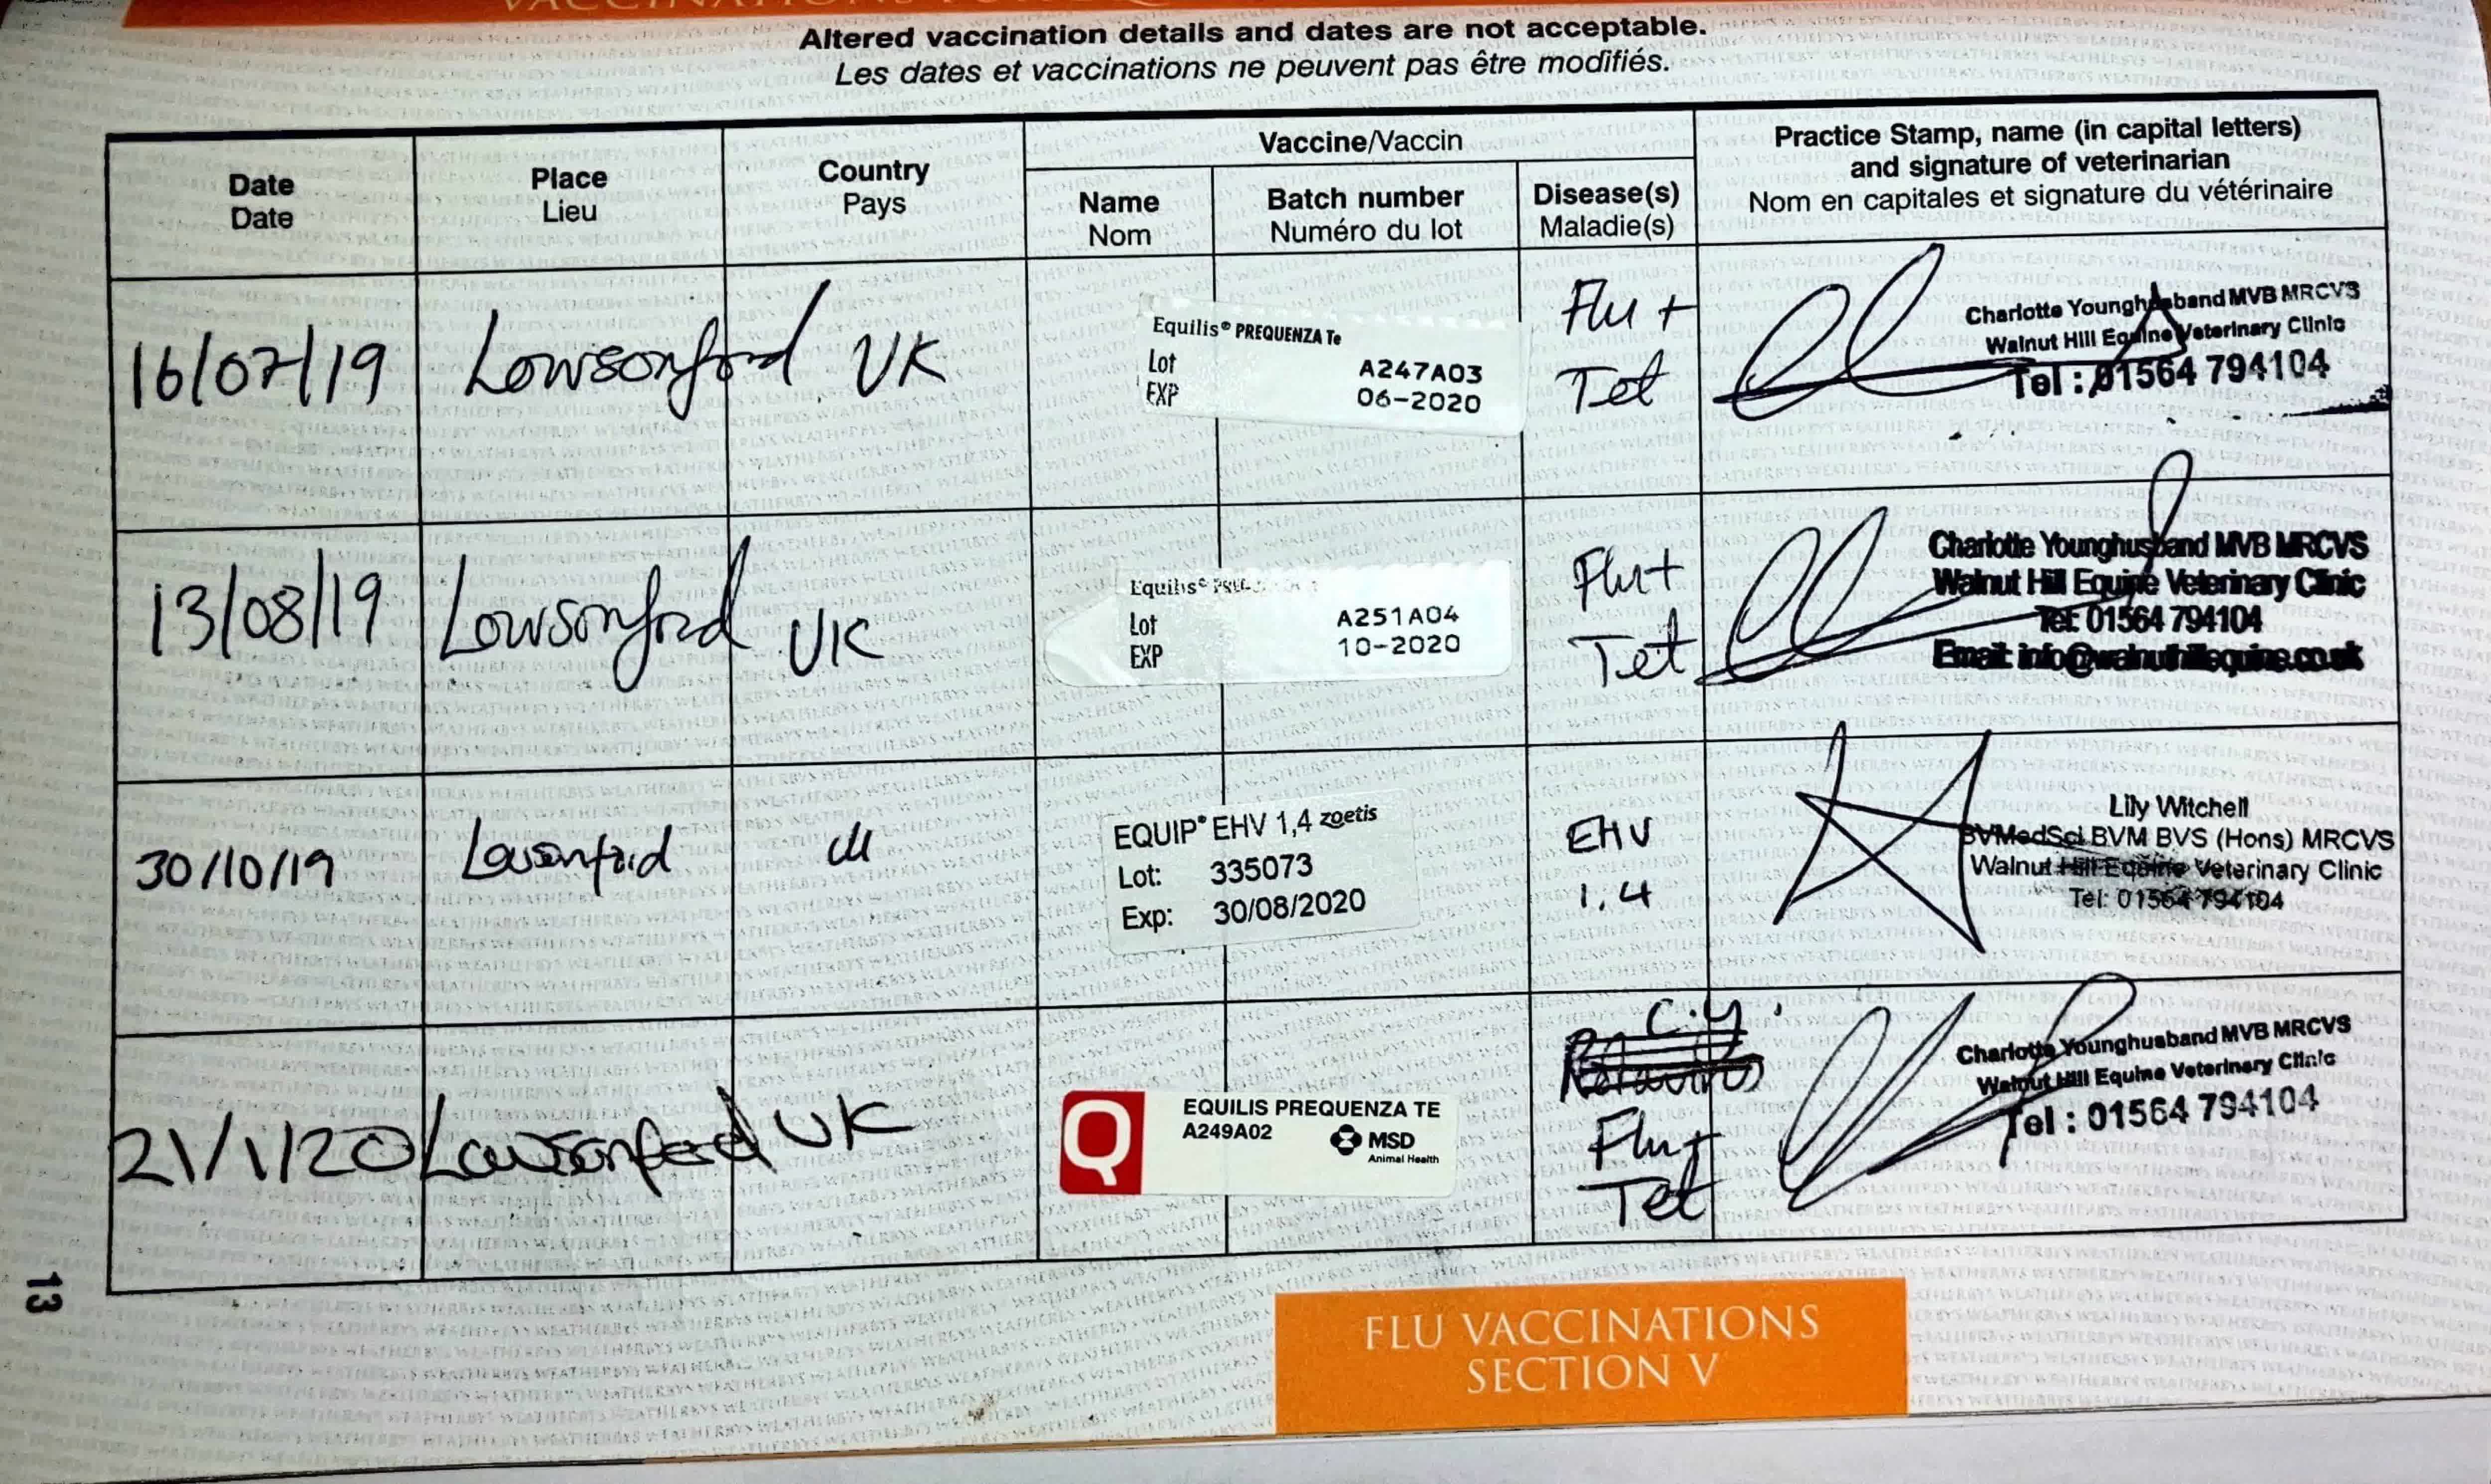 Altered vaccination details and dates are not acceptable.
Les dates et vaccinations ne peuvent pas être modifiés.
Date
Date
Place
Lieu
Country
Pays
Vaccine/Vaccin
Name
Nom
Batch number
Numéro du lot
Disease(s)
Maladie(s)
Practice Stamp, name (in capital letters)
and signature of veterinarian
Nom en capitales et signature du vétérinaire
16/07/19 Lowsonford UK
Equilis® PREQUENZA Te
Lot A247A03
EXP 06-2020
Flu +
Tet
Charlotte Younghusband MVB MRCVS
Walnut Hill Equine Veterinary Clinic
Tel : 01564 794104
13/08/19 Lowsonford UK
Equilis
Lot A251A04
EXP 10-2020
Flu +
Tet
Charlotte Younghusband MVB MRCVS
Walnut Hill Equine Veterinary Clinic
Tel: 01564 794104
Email: info@walnuthillequine.co.uk
30/10/19 Lowsonford
EQUIP® EHV 1,4 zoetis
Lot: 335073
Exp: 30/08/2020
EHV
1,4
Lily Witchell
BVMedSci BVM BVS (Hons) MRCVS
Walnut Hill Equine Veterinary Clinic
Tel: 01564 794104
21/1/20 Lowsonford UK
Q
EQUILIS PREQUENZA TE
A249A02
MSD
Animal Health
C.Y
Flu +
Tet
Charlotte Younghusband MVB MRCVS
Walnut Hill Equine Veterinary Clinic
Tel : 01564 794104
13
FLU VACCINATIONS
SECTION V